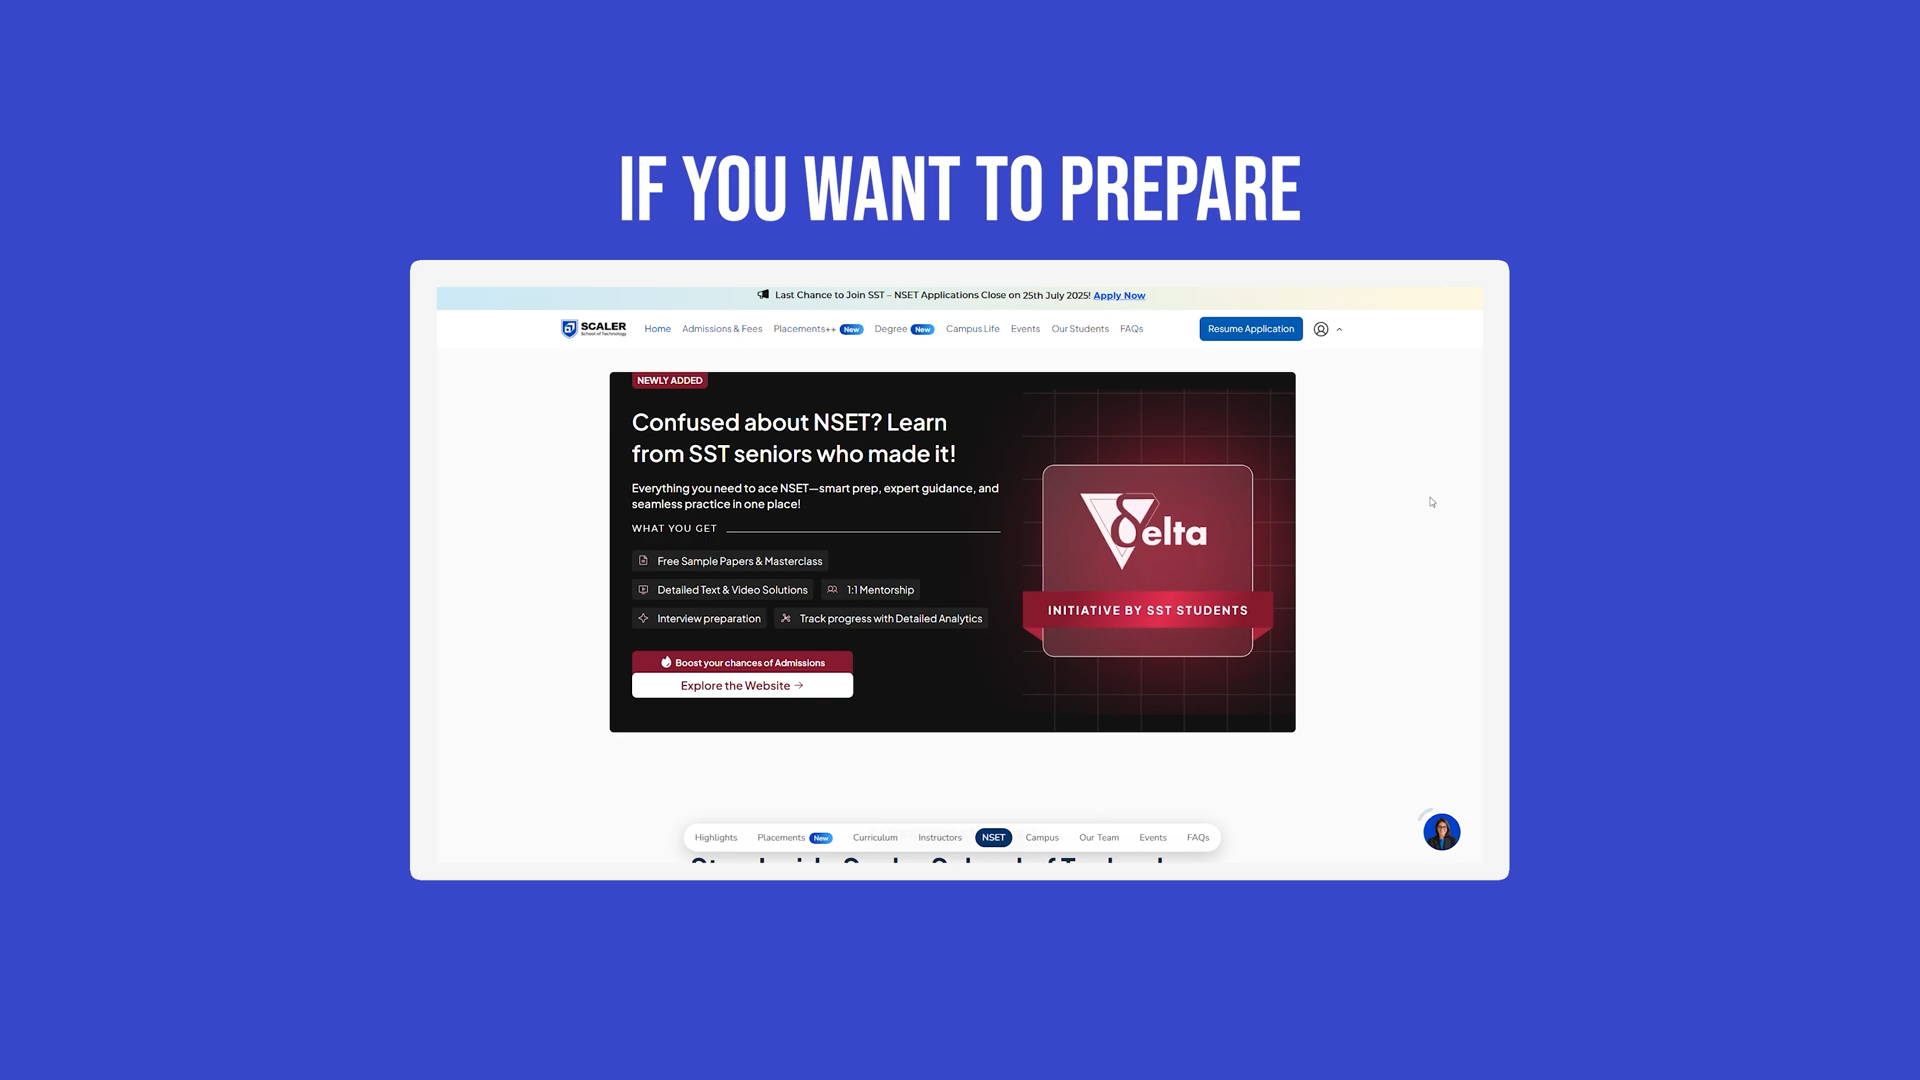 IF YOU WANT TO PREPARE
Last Chance to Join SST – NSET Applications Close on 25th July 2025! Apply Now
SCALER
School of Technology
Home Admissions & Fees Placements++ New Degree New Campus Life Events Our Students FAQs
Resume Application
NEWLY ADDED
Confused about NSET? Learn
from SST seniors who made it!
Everything you need to ace NSET—smart prep, expert guidance, and
seamless practice in one place!
WHAT YOU GET
Free Sample Papers & Masterclass
Detailed Text & Video Solutions 1:1 Mentorship
Interview preparation Track progress with Detailed Analytics
Boost your chances of Admissions
Explore the Website →
δelta
INITIATIVE BY SST STUDENTS
Highlights Placements New Curriculum Instructors NSET Campus Our Team Events FAQs